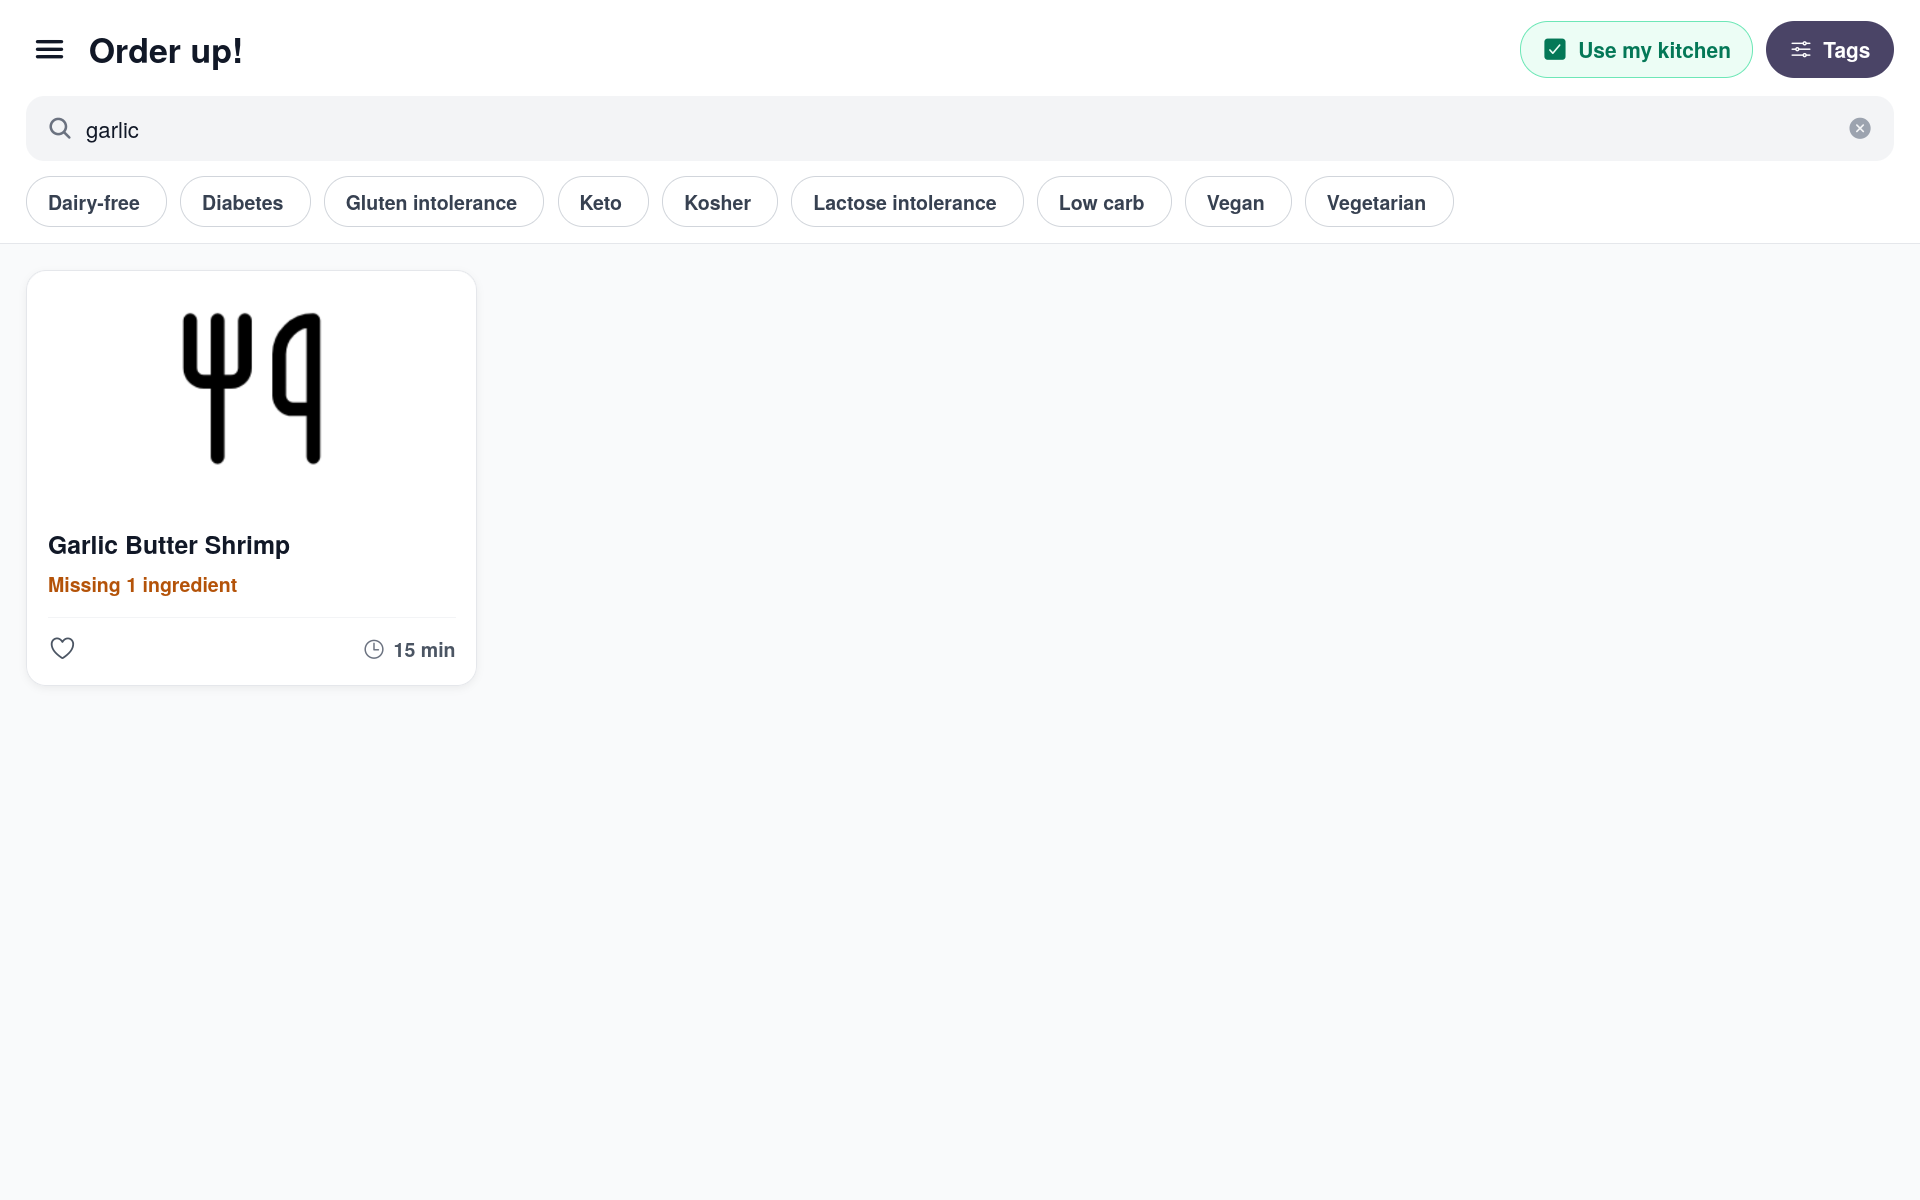 Order up!
Use my kitchen
Tags
garlic
Dairy-free
Diabetes
Gluten intolerance
Keto
Kosher
Lactose intolerance
Low carb
Vegan
Vegetarian
Garlic Butter Shrimp
Missing 1 ingredient
15 min